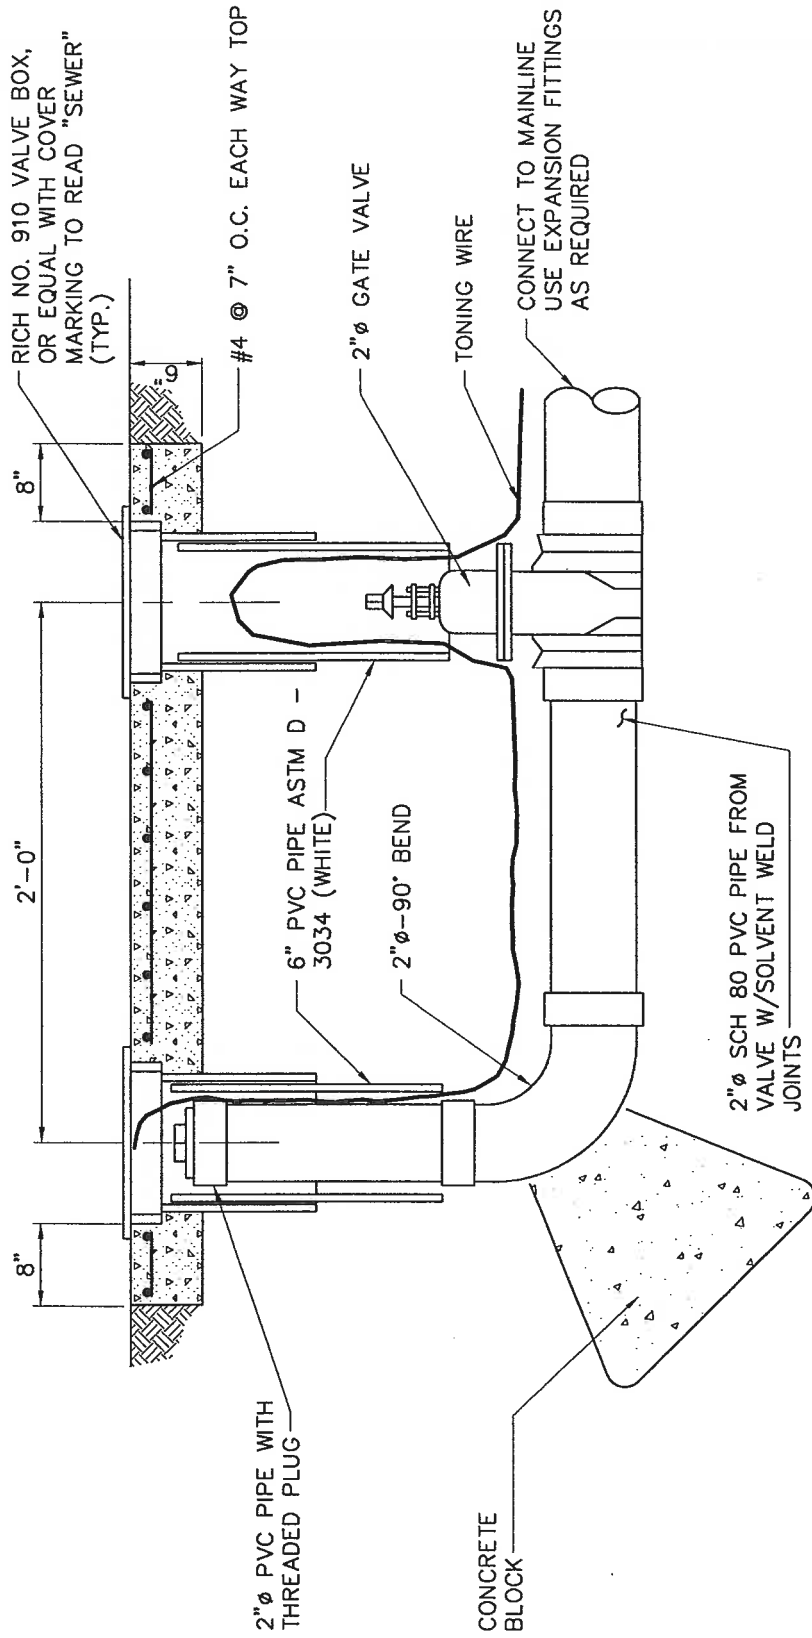 RICH NO. 910 VALVE BOX,
OR EQUAL WITH COVER
MARKING TO READ "SEWER"
(TYP.)
#4 @ 7" O.C. EACH WAY TOP
2"ø GATE VALVE
TONING WIRE
CONNECT TO MAINLINE
USE EXPANSION FITTINGS
AS REQUIRED
8"
6"
2'-0"
8"
6" PVC PIPE ASTM D -
3034 (WHITE)
2"ø-90° BEND
2"ø SCH 80 PVC PIPE FROM
VALVE W/SOLVENT WELD
JOINTS
2"ø PVC PIPE WITH
THREADED PLUG
CONCRETE
BLOCK